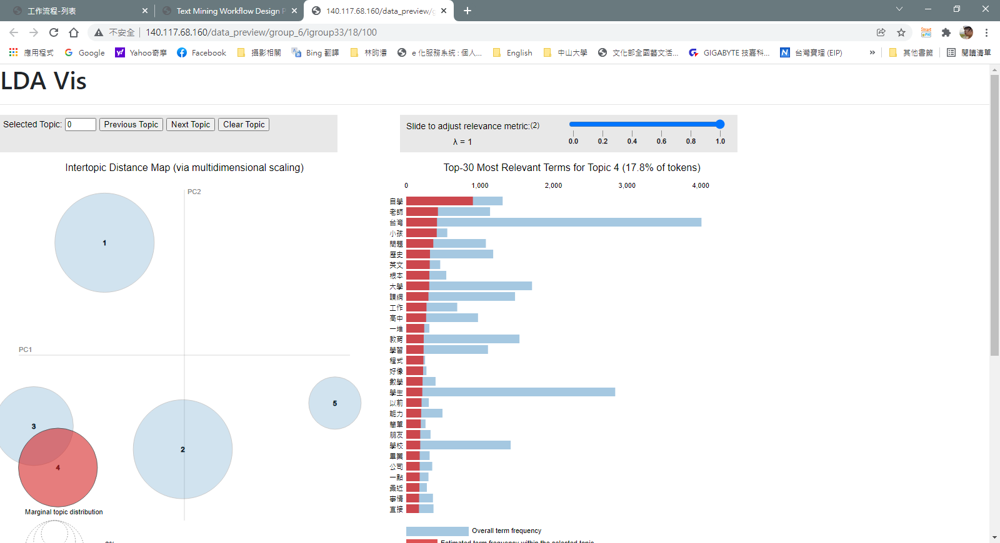 工作流程-列表
Text Mining Workflow Design P
140.117.68.160/data_preview/g
不安全
140.117.68.160/data_preview/group_6/igroup33/18/100
應用程式
Google
Yahoo奇摩
Facebook
攝影相關
Bing 翻譯
e 化服務系統 : 個人...
English
中山大學
文化部全國藝文活...
GIGABYTE 技嘉科...
台灣寶理 (EIP)
»
其他書籤
閱讀清單
LDA Vis
Selected Topic: 0 Previous Topic Next Topic Clear Topic
Slide to adjust relevance metric:(2)
λ = 1
0.0 0.2 0.4 0.6 0.8 1.0
Intertopic Distance Map (via multidimensional scaling)
PC2
1
PC1
5
3
2
4
Marginal topic distribution
Top-30 Most Relevant Terms for Topic 4 (17.8% of tokens)
0 1,000 2,000 3,000 4,000
自學
老師
台灣
小孩
問題
歷史
英文
根本
大學
課綱
工作
高中
一堆
教育
學習
程式
好像
數學
學生
以前
能力
簡單
朋友
學校
畢業
公司
一點
最近
事情
直接
Overall term frequency
Estimated term frequency within the selected topic